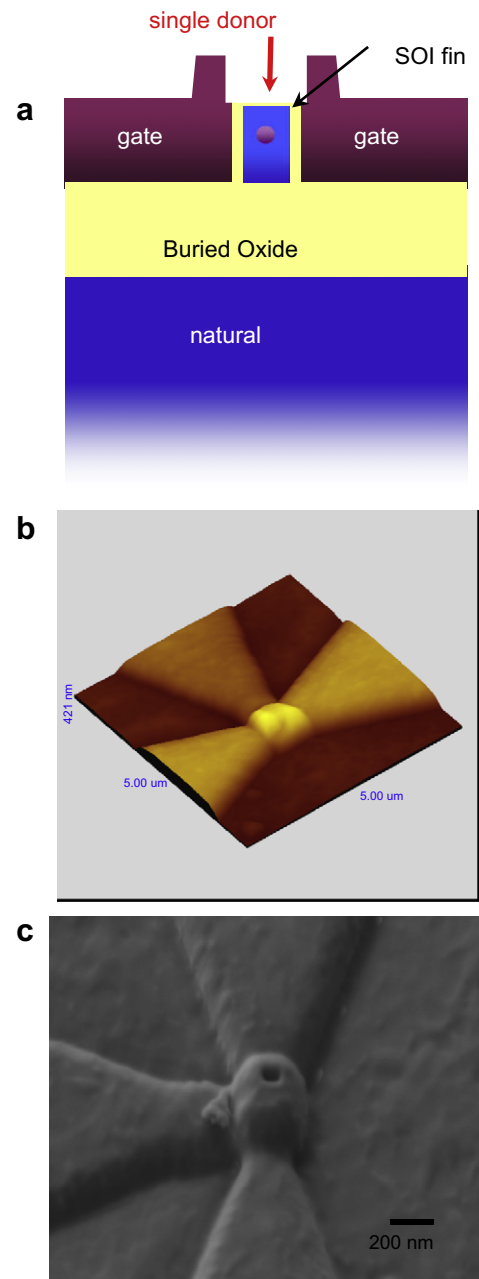 single donor
SOI fin
a
gate
gate
Buried Oxide
natural
b
421 nm
5.00 um
5.00 um
c
200 nm